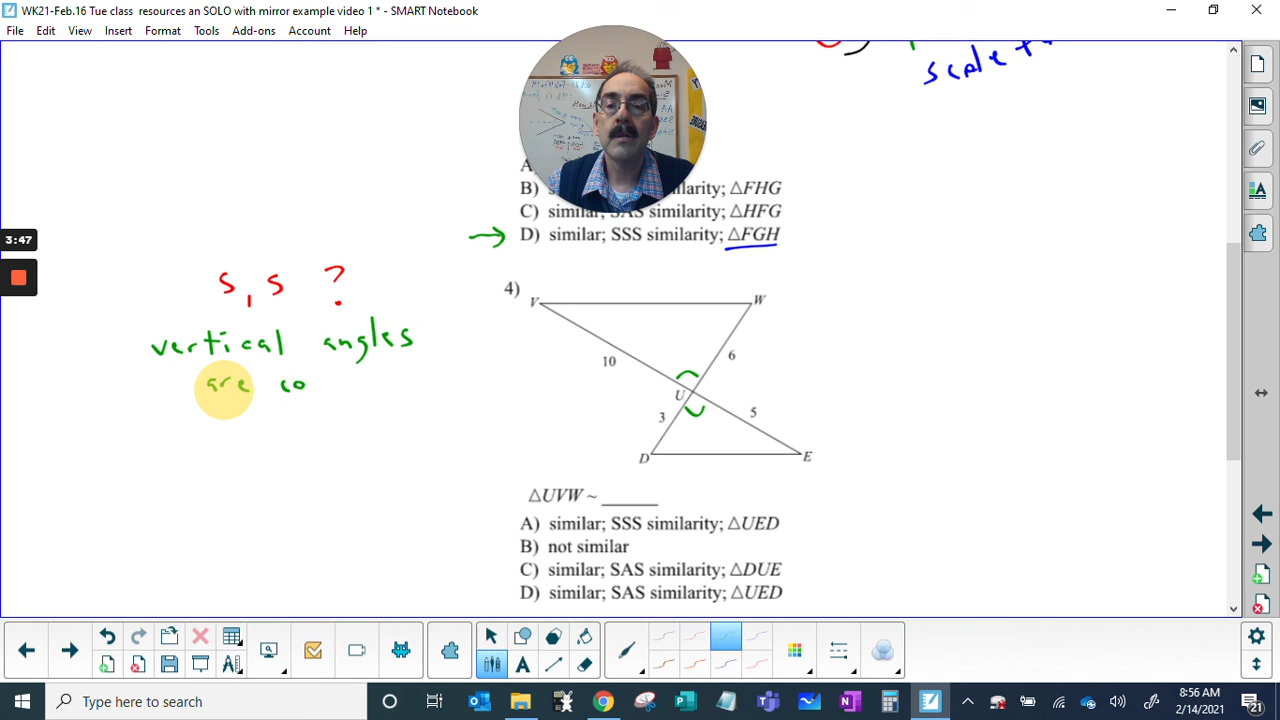 WK21-Feb.16 Tue class resources an SOLO with mirror example video 1 * - SMART Notebook
File Edit View Insert Format Tools Add-ons Account Help
scale
A)
B) similarity; △FHG
C) similar; SAS similarity; △HFG
D) similar; SSS similarity; △FGH
3:47
s, s ?
vertical angles
are co
4)
V W
10 6
U
3 5
D E
△UVW ~ ______
A) similar; SSS similarity; △UED
B) not similar
C) similar; SAS similarity; △DUE
D) similar; SAS similarity; △UED
Type here to search
8:56 AM
2/14/2021
21